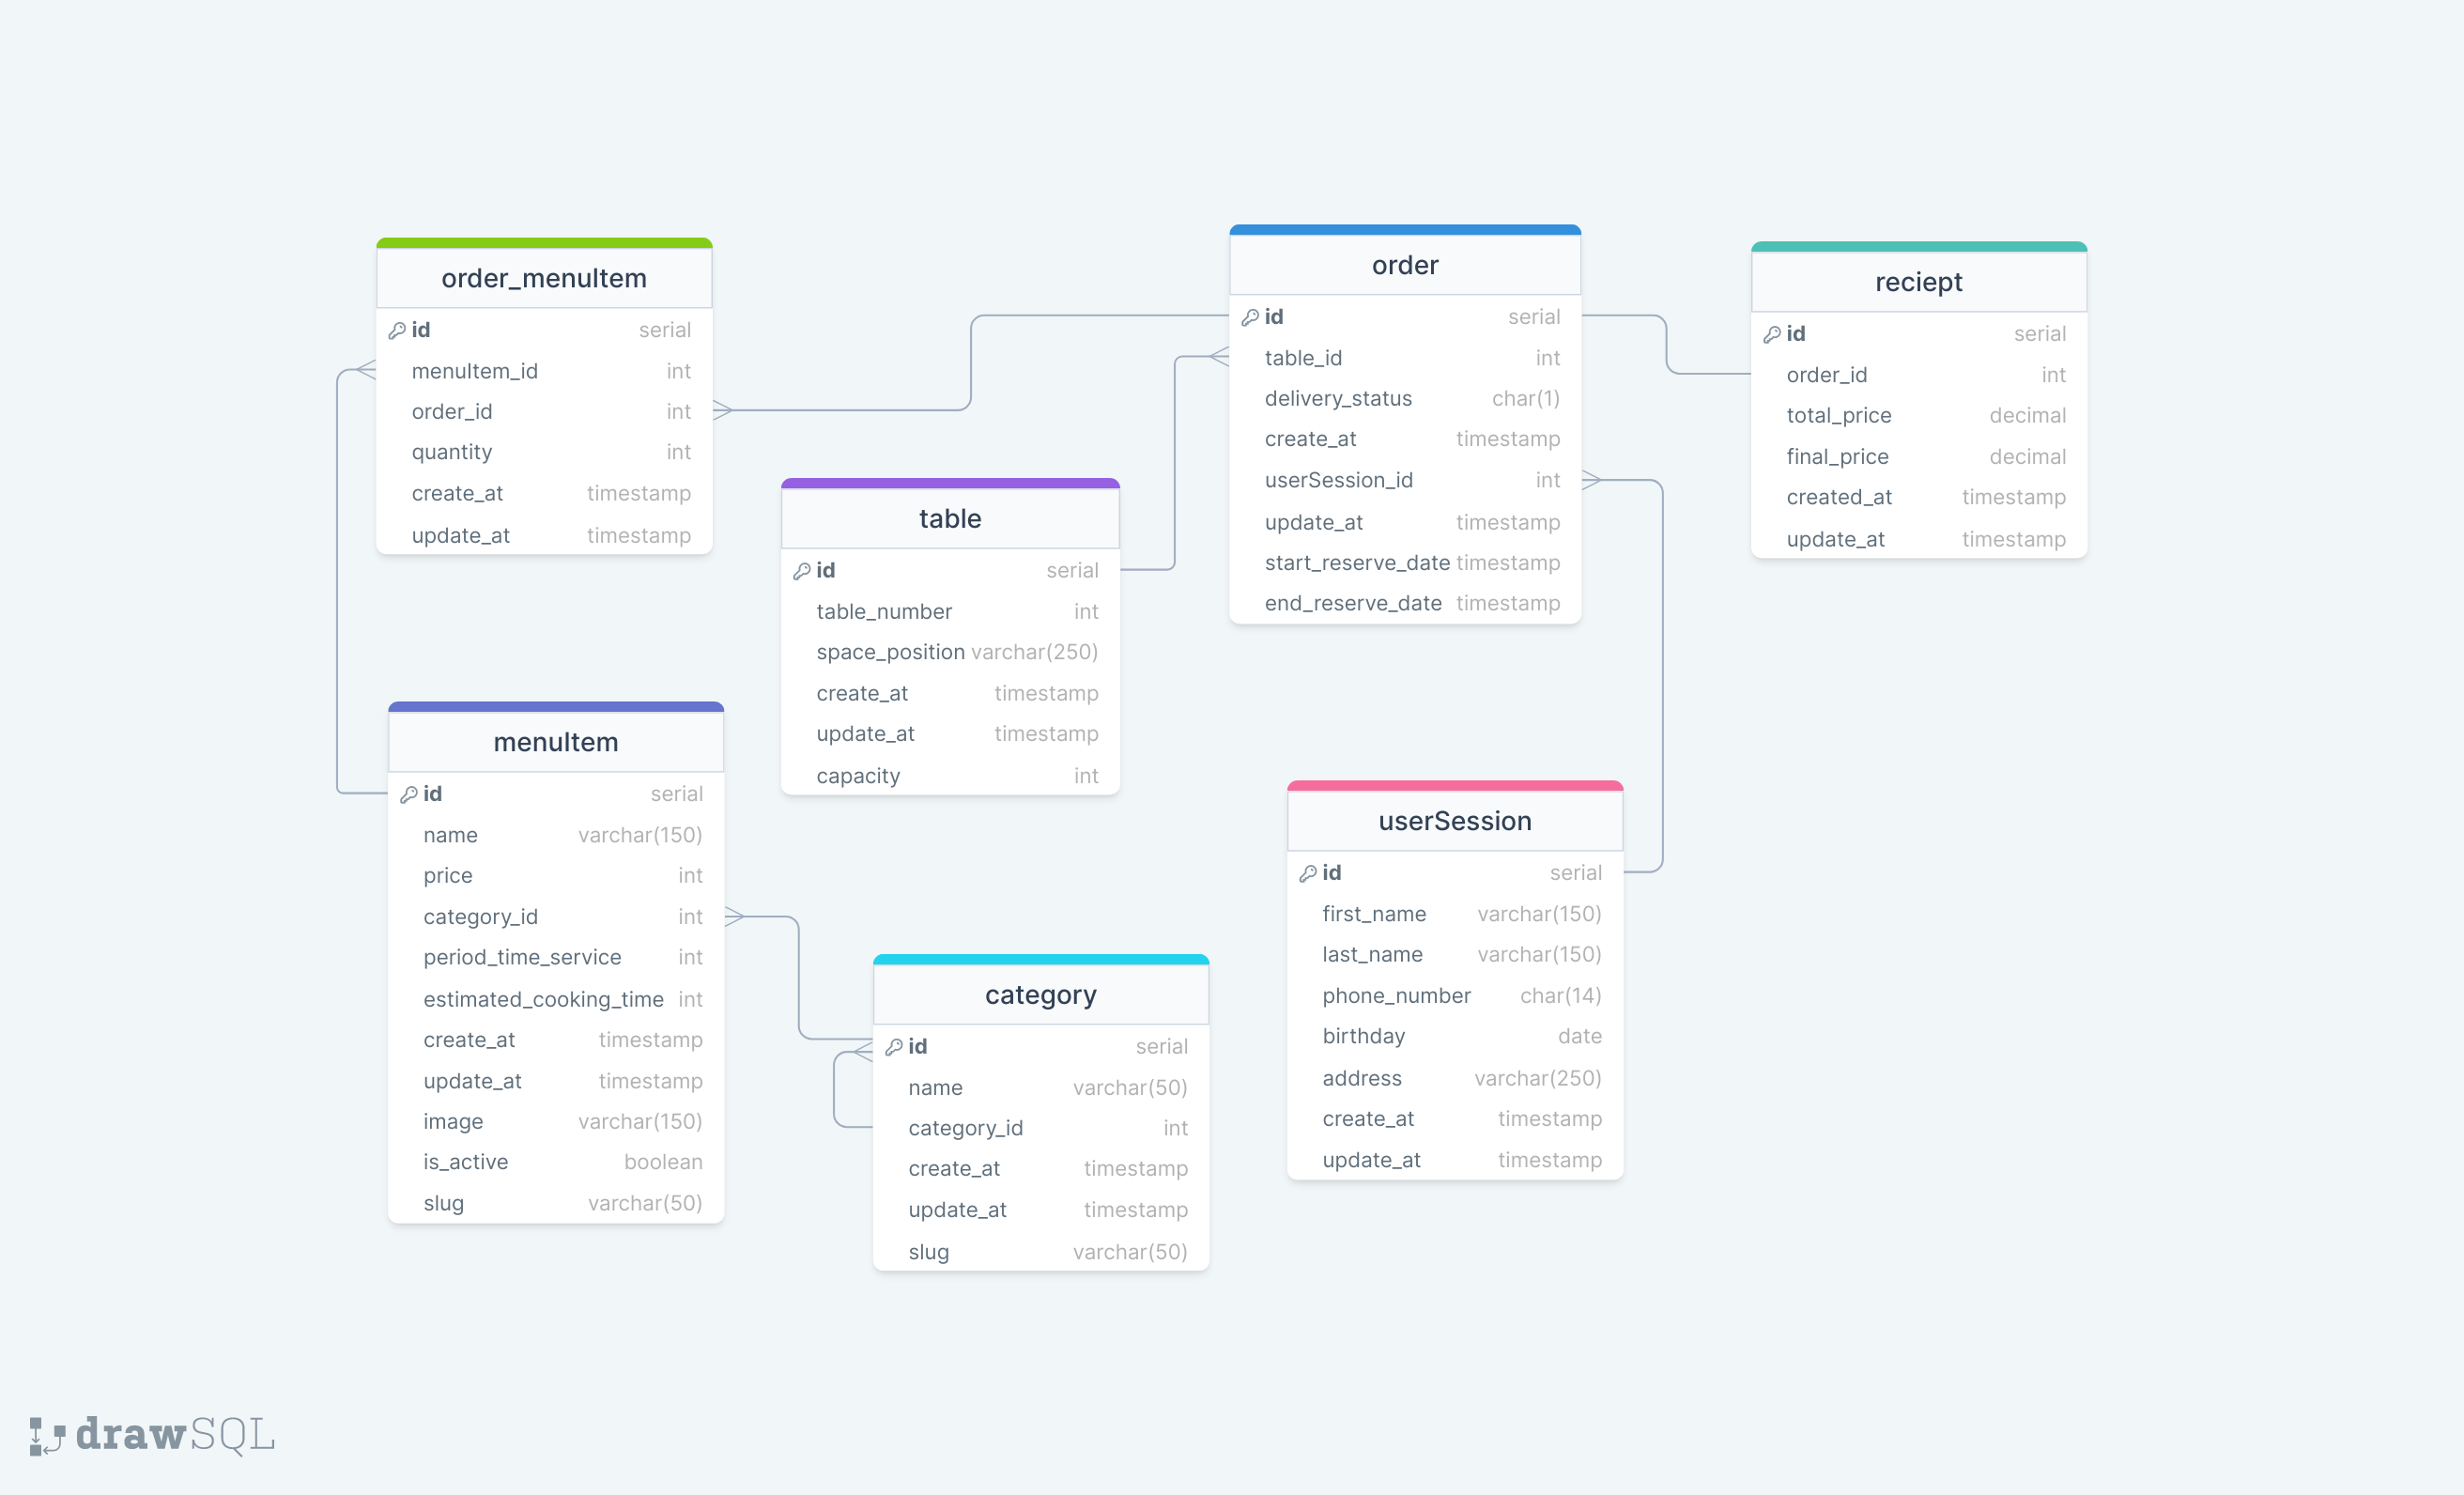 order_menuItem
id serial
menuItem_id int
order_id int
quantity int
create_at timestamp
update_at timestamp
order
id serial
table_id int
delivery_status char(1)
create_at timestamp
userSession_id int
update_at timestamp
start_reserve_date timestamp
end_reserve_date timestamp
reciept
id serial
order_id int
total_price decimal
final_price decimal
created_at timestamp
update_at timestamp
table
id serial
table_number int
space_position varchar(250)
create_at timestamp
update_at timestamp
capacity int
menuItem
id serial
name varchar(150)
price int
category_id int
period_time_service int
estimated_cooking_time int
create_at timestamp
update_at timestamp
image varchar(150)
is_active boolean
slug varchar(50)
category
id serial
name varchar(50)
category_id int
create_at timestamp
update_at timestamp
slug varchar(50)
userSession
id serial
first_name varchar(150)
last_name varchar(150)
phone_number char(14)
birthday date
address varchar(250)
create_at timestamp
update_at timestamp
drawSQL